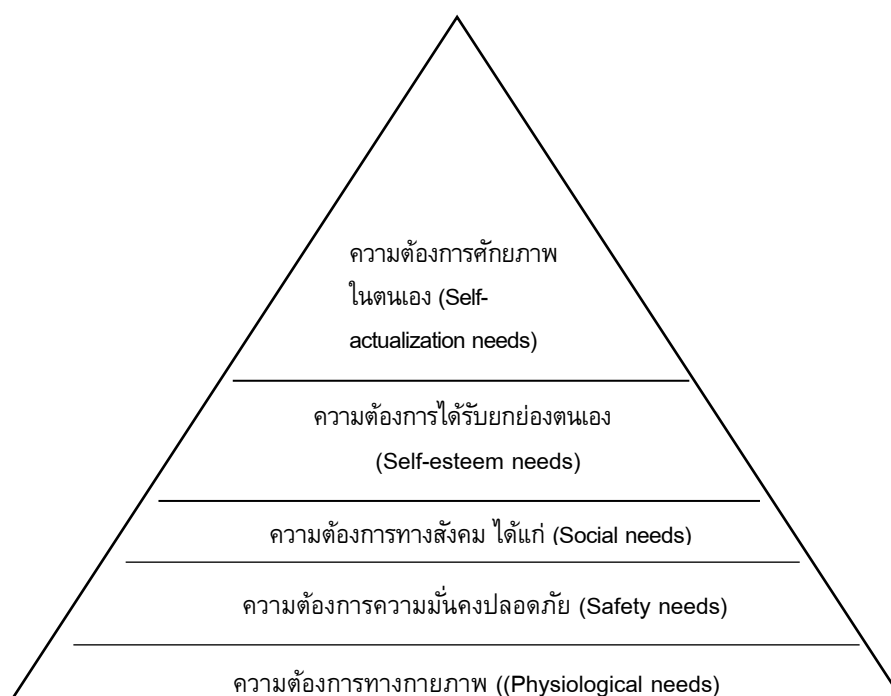 ความต้องการศักยภาพ
ในตนเอง (Self-
actualization needs)
ความต้องการได้รับยกย่องตนเอง
(Self-esteem needs)
ความต้องการทางสังคม ได้แก่ (Social needs)
ความต้องการความมั่นคงปลอดภัย (Safety needs)
ความต้องการทางกายภาพ ((Physiological needs)